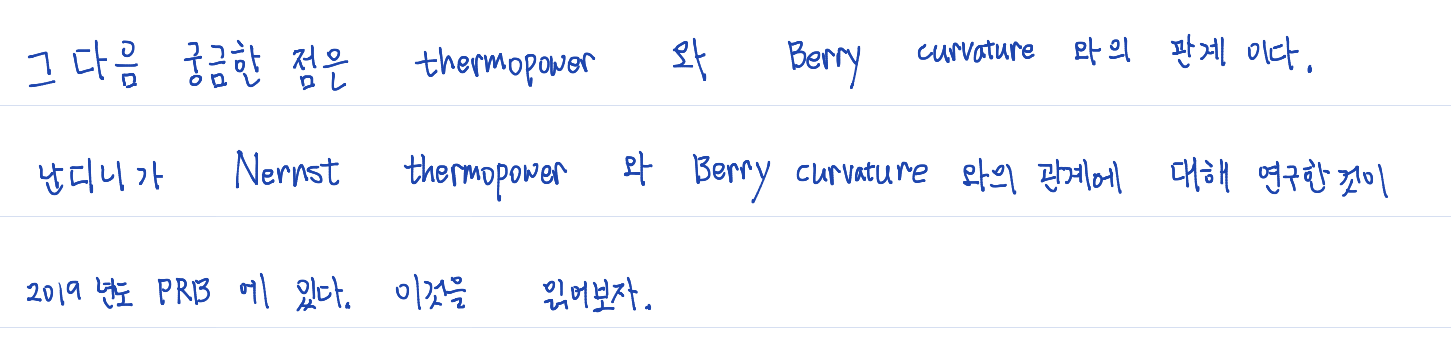 그 다음 궁금한 점은 thermopower 와 Berry curvature 와의 관계 이다.
난디니가 Nernst thermopower 와 Berry curvature 와의 관계에 대해 연구한것이
2019 년도 PRB 에 있다. 이것을 읽어보자.